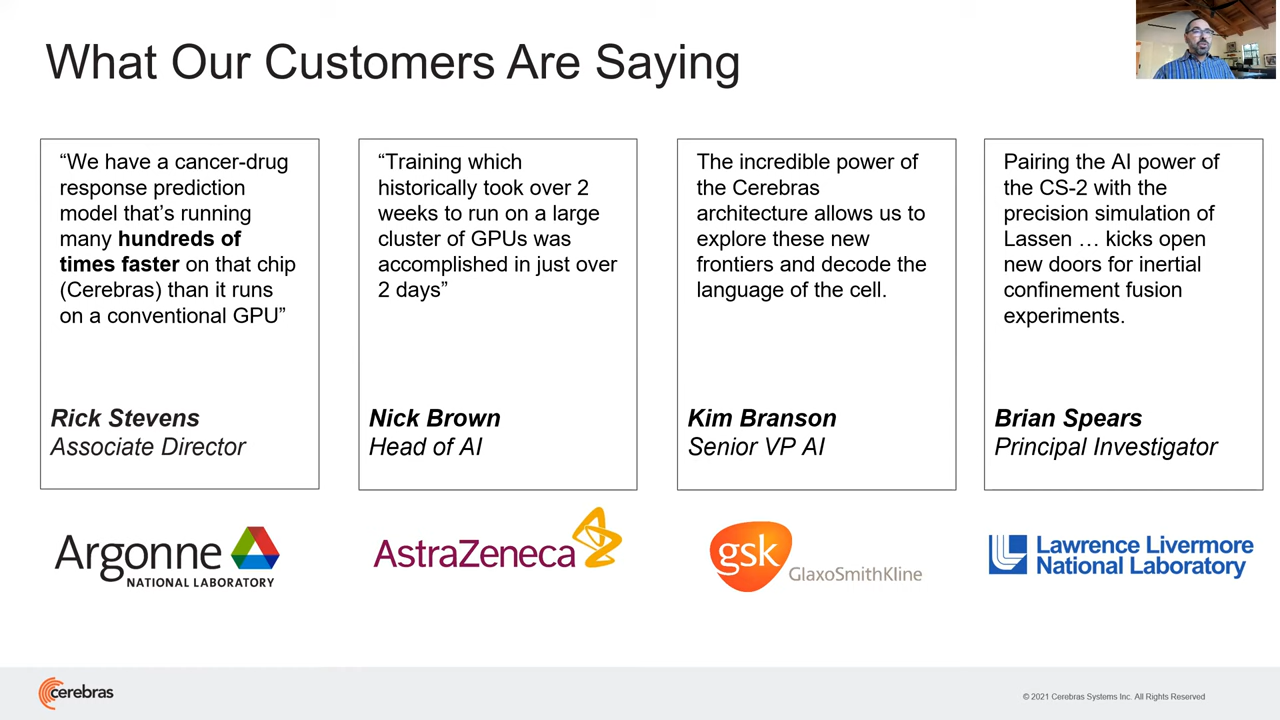 What Our Customers Are Saying
“We have a cancer-drug
response prediction
model that’s running
many hundreds of
times faster on that chip
(Cerebras) than it runs
on a conventional GPU”
Rick Stevens
Associate Director
Argonne
NATIONAL LABORATORY
“Training which
historically took over 2
weeks to run on a large
cluster of GPUs was
accomplished in just over
2 days”
Nick Brown
Head of AI
AstraZeneca
The incredible power of
the Cerebras
architecture allows us to
explore these new
frontiers and decode the
language of the cell.
Kim Branson
Senior VP AI
gsk
GlaxoSmithKline
Pairing the AI power of
the CS-2 with the
precision simulation of
Lassen … kicks open
new doors for inertial
confinement fusion
experiments.
Brian Spears
Principal Investigator
Lawrence Livermore
National Laboratory
cerebras
© 2021 Cerebras Systems Inc. All Rights Reserved